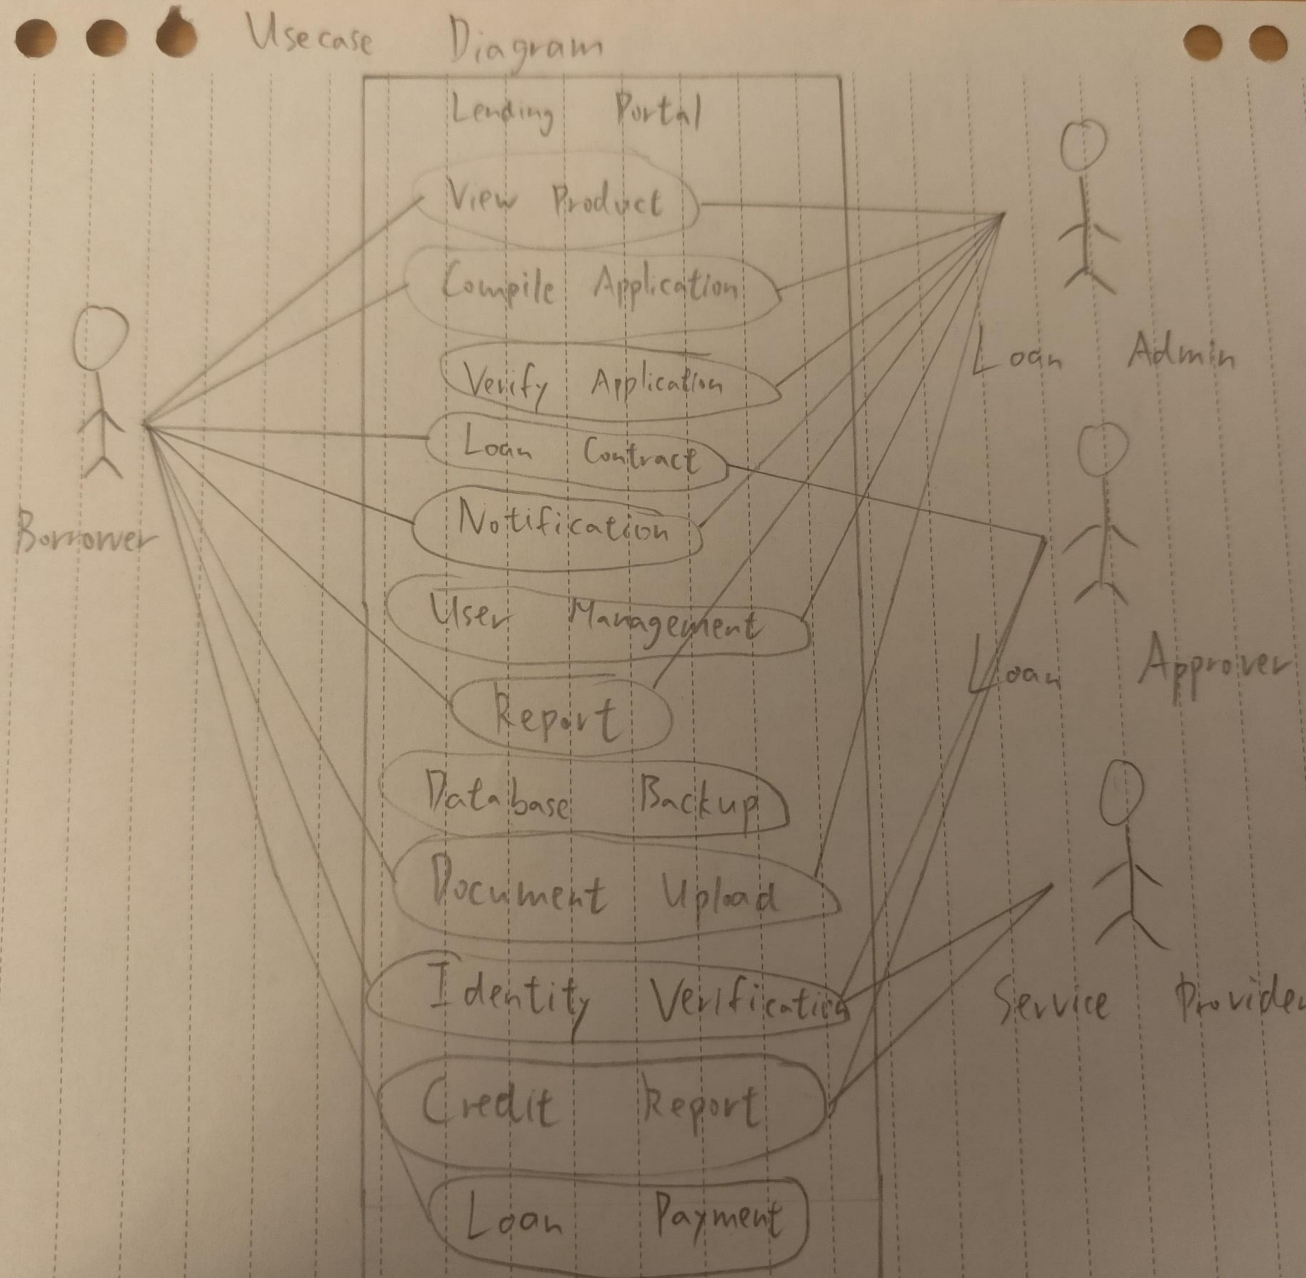 Usecase Diagram
Lending Portal
View Product
Compile Application
Verify Application
Loan Contract
Notification
User Management
Report
Database Backup
Document Upload
Identity Verification
Credit Report
Loan Payment
Borrower
Loan Admin
Loan Approver
Service Provider